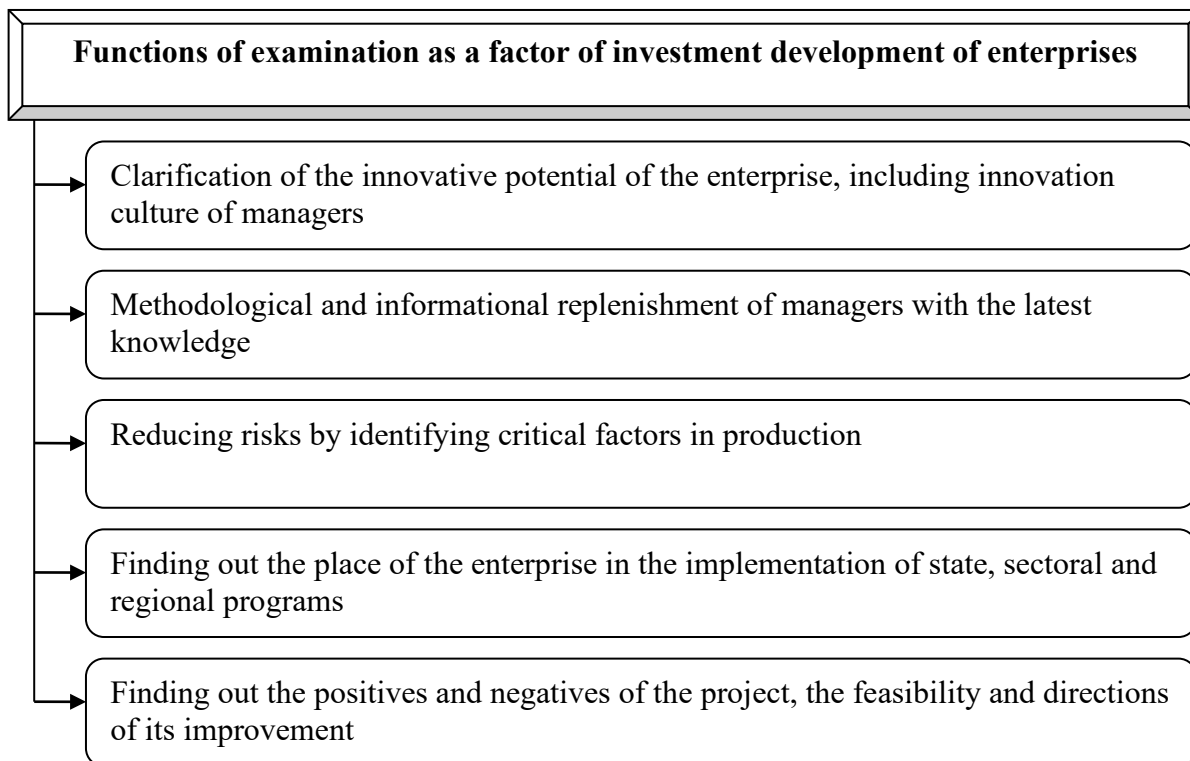 Functions of examination as a factor of investment development of enterprises
Clarification of the innovative potential of the enterprise, including innovation
culture of managers
Methodological and informational replenishment of managers with the latest
knowledge
Reducing risks by identifying critical factors in production
Finding out the place of the enterprise in the implementation of state, sectoral and
regional programs
Finding out the positives and negatives of the project, the feasibility and directions
of its improvement